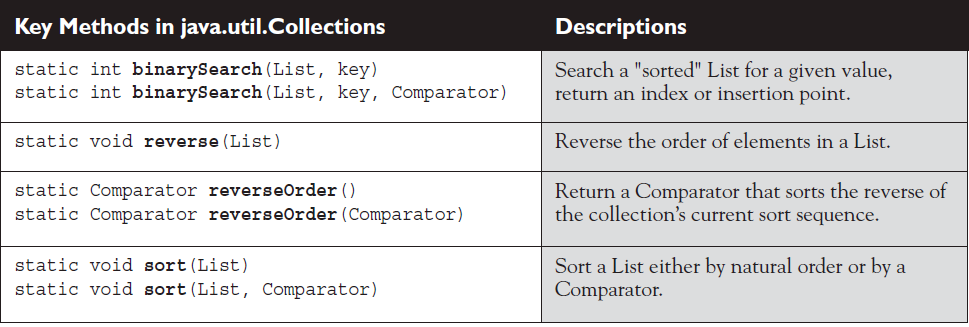 Key Methods in java.util.Collections
Descriptions
static int binarySearch(List, key)
static int binarySearch(List, key, Comparator)
Search a "sorted" List for a given value,
return an index or insertion point.
static void reverse(List)
Reverse the order of elements in a List.
static Comparator reverseOrder()
static Comparator reverseOrder(Comparator)
Return a Comparator that sorts the reverse of
the collection’s current sort sequence.
static void sort(List)
static void sort(List, Comparator)
Sort a List either by natural order or by a
Comparator.